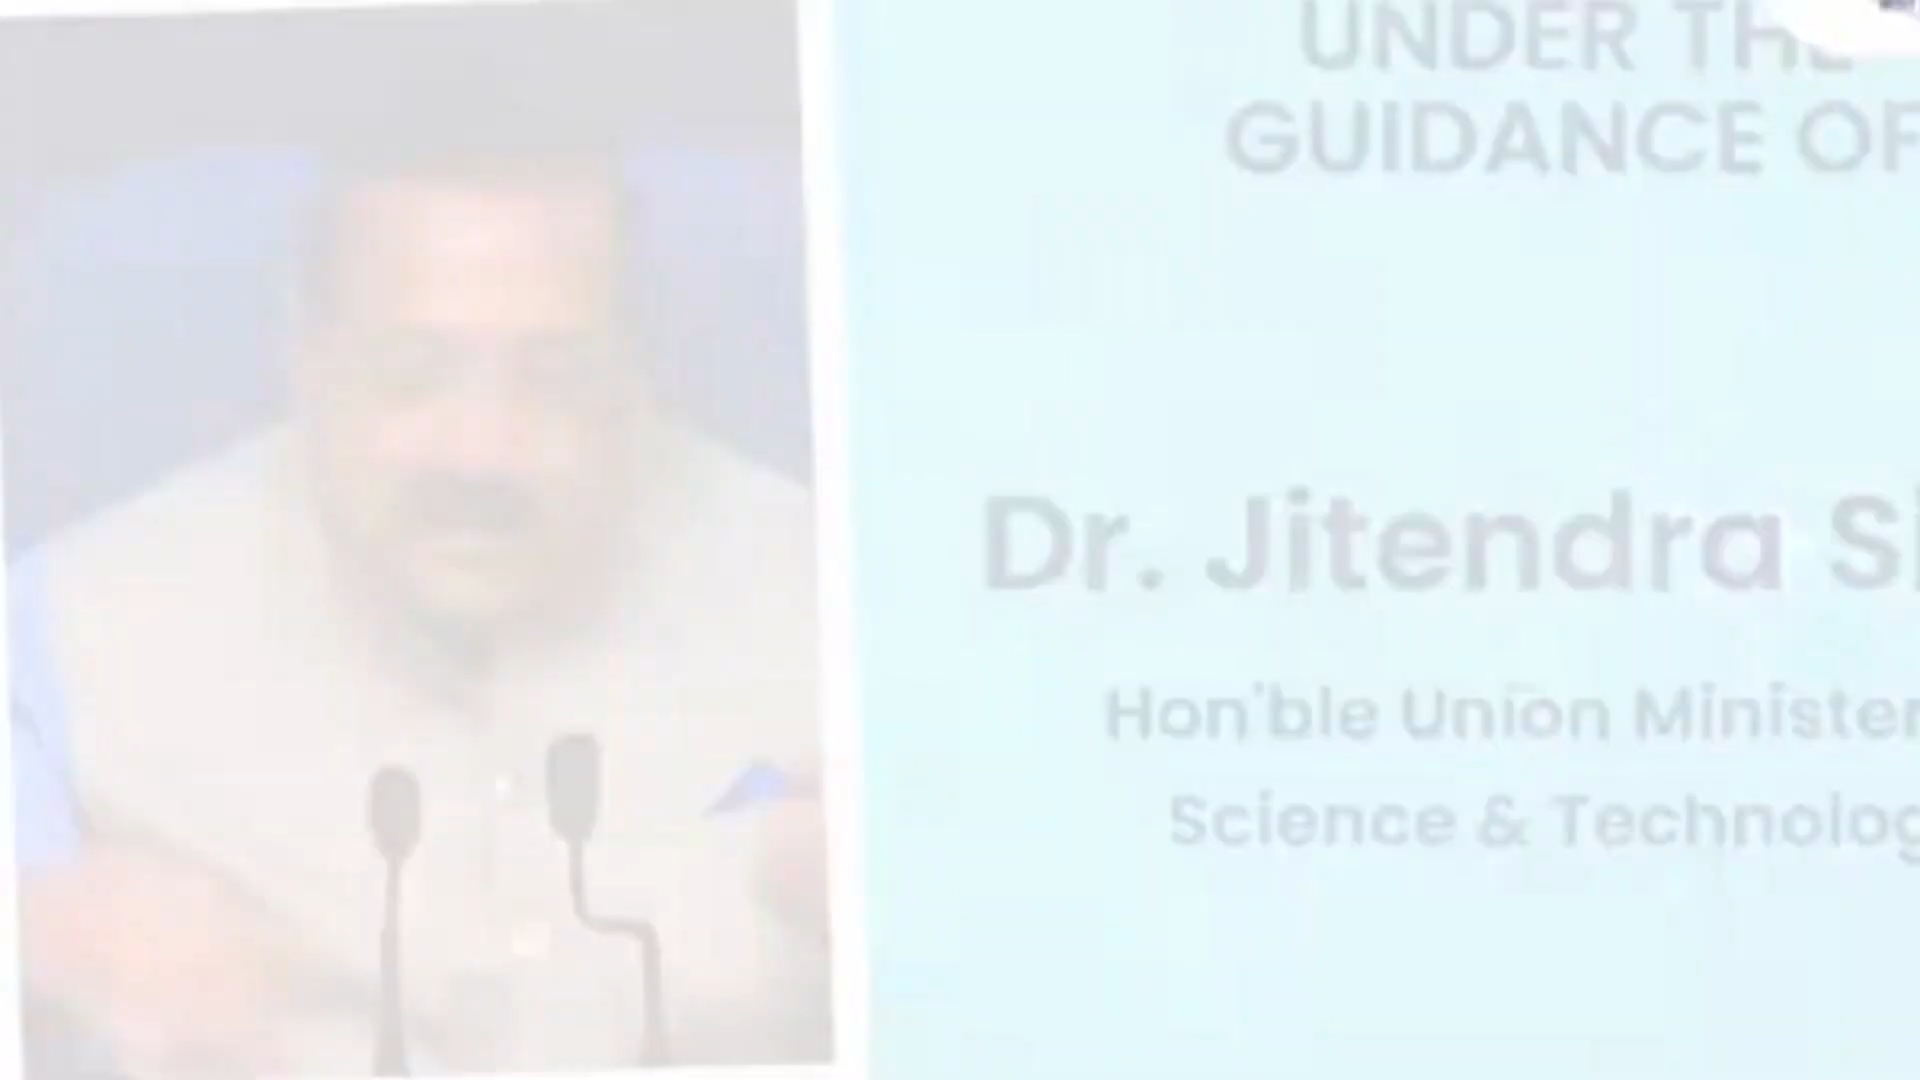 UNDER THE
GUIDANCE OF
Dr. Jitendra Si
Hon'ble Union Minister
Science & Technolog